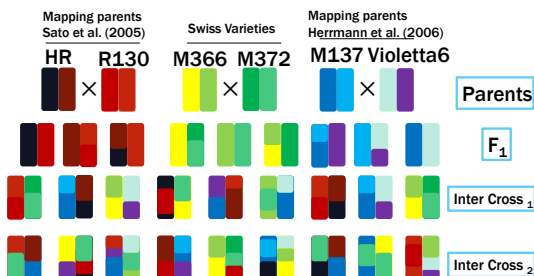 Mapping parents
Sato et al. (2005)
Swiss Varieties
Mapping parents
Herrmann et al. (2006)
HR × R130
M366 × M372
M137 × Violetta6
Parents
F1
Inter Cross 1
Inter Cross 2